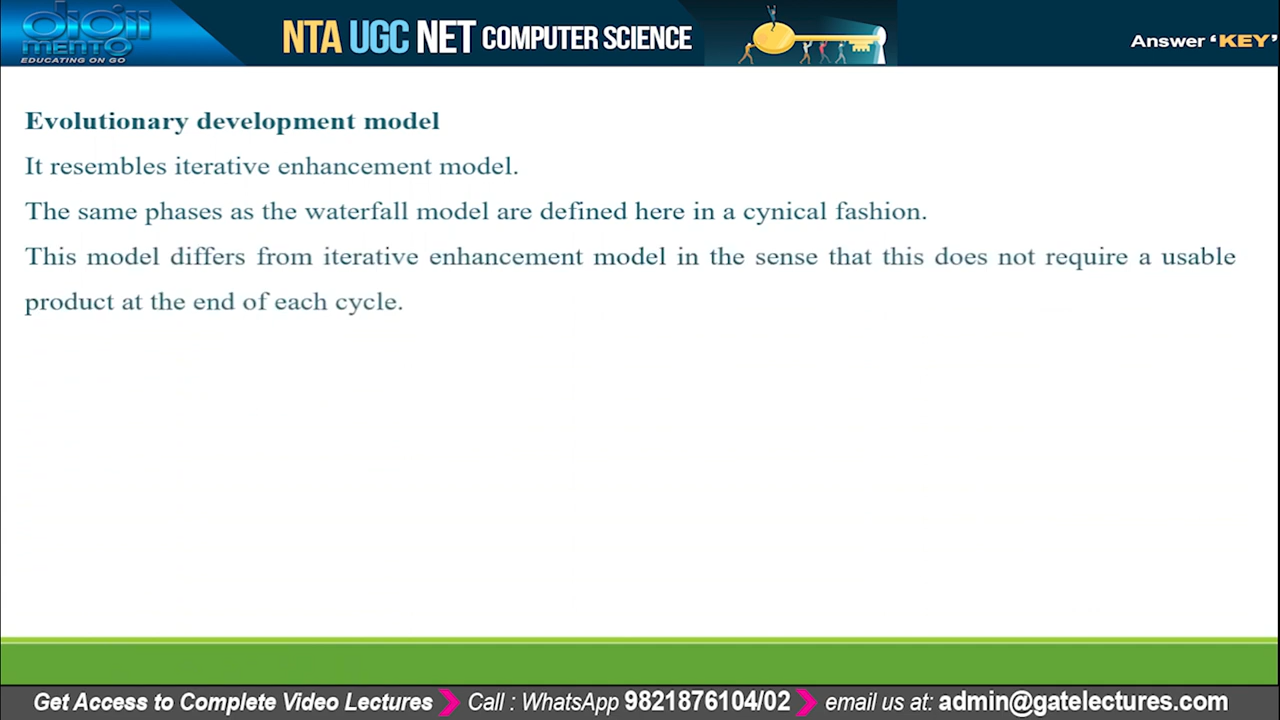 didii
MENTO
EDUCATING ON GO
NTA UGC NET COMPUTER SCIENCE
Answer ‘KEY’
Evolutionary development model
It resembles iterative enhancement model.
The same phases as the waterfall model are defined here in a cynical fashion.
This model differs from iterative enhancement model in the sense that this does not require a usable
product at the end of each cycle.
Get Access to Complete Video Lectures Call : WhatsApp 9821876104/02 email us at: admin@gatelectures.com